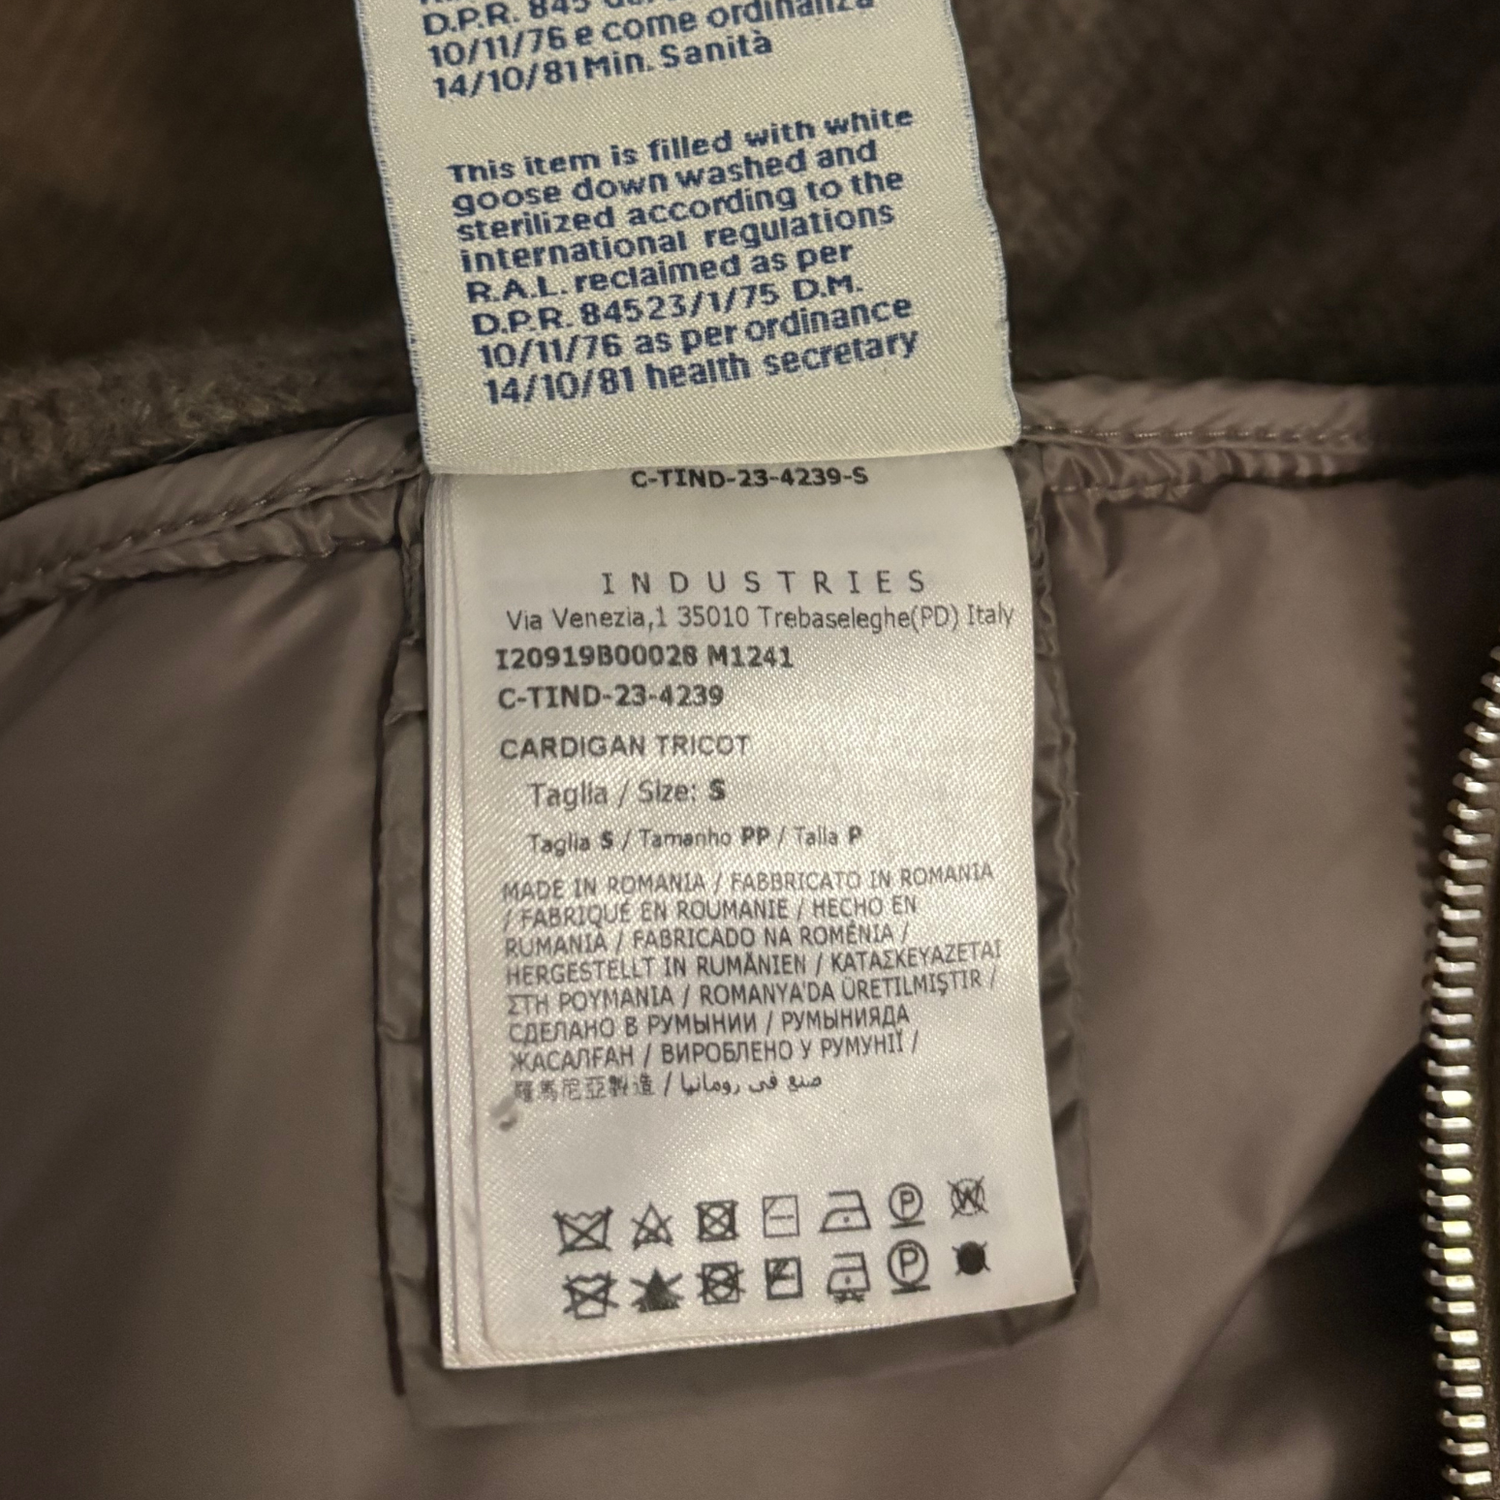 D.P.R. 845
10/11/76 e come ordinanza
14/10/81 Min. Sanità
This item is filled with white
goose down washed and
sterilized according to the
international regulations
R.A.L. reclaimed as per
D.P.R. 84523/1/75 D.M.
10/11/76 as per ordinance
14/10/81 health secretary
C-TIND-23-4239-S
INDUSTRIES
Via Venezia,1 35010 Trebaseleghe(PD) Italy
I20919B00028 M1241
C-TIND-23-4239
CARDIGAN TRICOT
Taglia / Size: S
Taglia S / Tamanho PP / Talla P
MADE IN ROMANIA / FABBRICATO IN ROMANIA
/ FABRIQUÉ EN ROUMANIE / HECHO EN
RUMANIA / FABRICADO NA ROMÊNIA /
HERGESTELLT IN RUMÄNIEN / ΚΑΤΑΣΚΕΥΑΖΕΤΑΙ
ΣΤΗ ΡΟΥΜΑΝΙΑ / ROMANYA'DA ÜRETİLMİŞTİR /
СДЕЛАНО В РУМЫНИИ / РУМЫНИЯДА
ЖАСАЛҒАН / ВИРОБЛЕНО У РУМУНІЇ /
羅馬尼亞製造 / صنع في رومانيا
P W
P